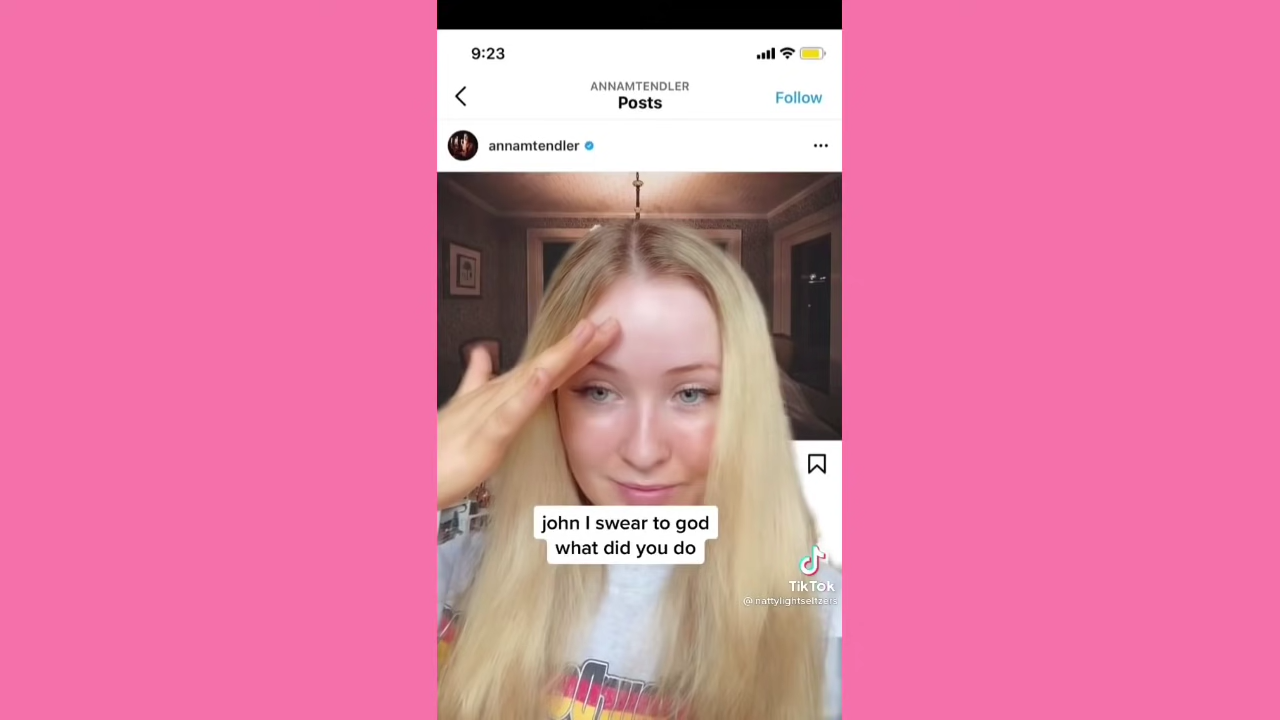 9:23
ANNAMTENDLER
Posts
Follow
annamtendler
john I swear to god
what did you do
TikTok
@nattylightseltzers